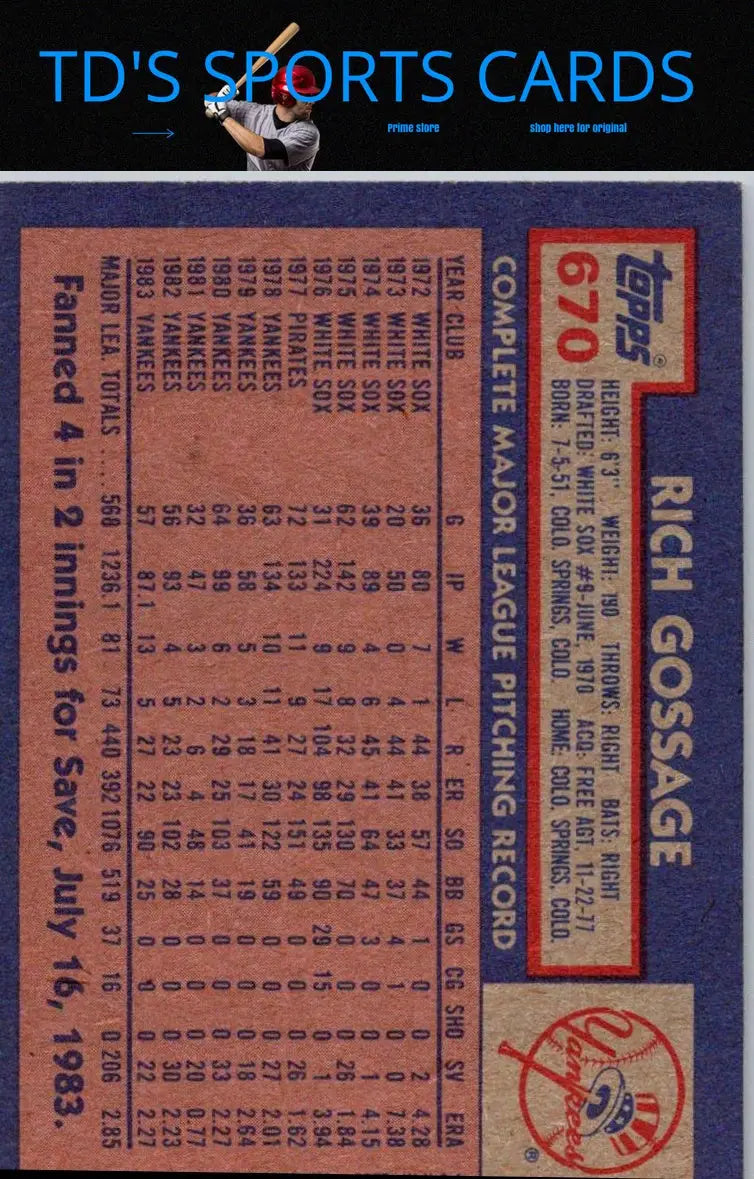 TD'S SPORTS CARDS
Prime store
shop here for original
topps®
670
RICH GOSSAGE
HEIGHT: 6'3" WEIGHT: 190 THROWS: RIGHT BATS: RIGHT
DRAFTED: WHITE SOX #9-JUNE, 1970 ACQ: FREE AGT. 11-22-77
BORN: 7-5-51, COLO. SPRINGS, COLO. HOME: COLO. SPRINGS, COLO.
Yankees ®
COMPLETE MAJOR LEAGUE PITCHING RECORD
YEAR CLUB G IP W L R ER SO BB GS CG SHO SV ERA
1972 WHITE SOX 36 80 7 1 44 38 57 44 1 0 0 2 4.28
1973 WHITE SOX 20 50 0 4 44 41 33 37 4 1 0 0 7.38
1974 WHITE SOX 39 89 4 6 45 41 64 47 3 0 0 1 4.15
1975 WHITE SOX 62 142 9 8 32 29 130 70 0 0 0 26 1.84
1976 WHITE SOX 31 224 9 17 104 98 135 90 29 15 0 1 3.94
1977 PIRATES 72 133 11 9 27 24 151 49 0 0 0 26 1.62
1978 YANKEES 63 134 10 11 41 30 122 59 0 0 0 27 2.01
1979 YANKEES 36 58 5 3 18 17 41 19 0 0 0 18 2.64
1980 YANKEES 64 99 6 2 29 25 103 37 0 0 0 33 2.27
1981 YANKEES 32 47 3 2 6 4 48 14 0 0 0 20 0.77
1982 YANKEES 56 93 4 5 23 23 102 28 0 0 0 30 2.23
1983 YANKEES 57 87.1 13 5 27 22 90 25 0 0 0 22 2.27
MAJOR LEA. TOTALS .... 568 1236.1 81 73 440 392 1076 519 37 16 0 206 2.85
Fanned 4 in 2 innings for Save, July 16, 1983.